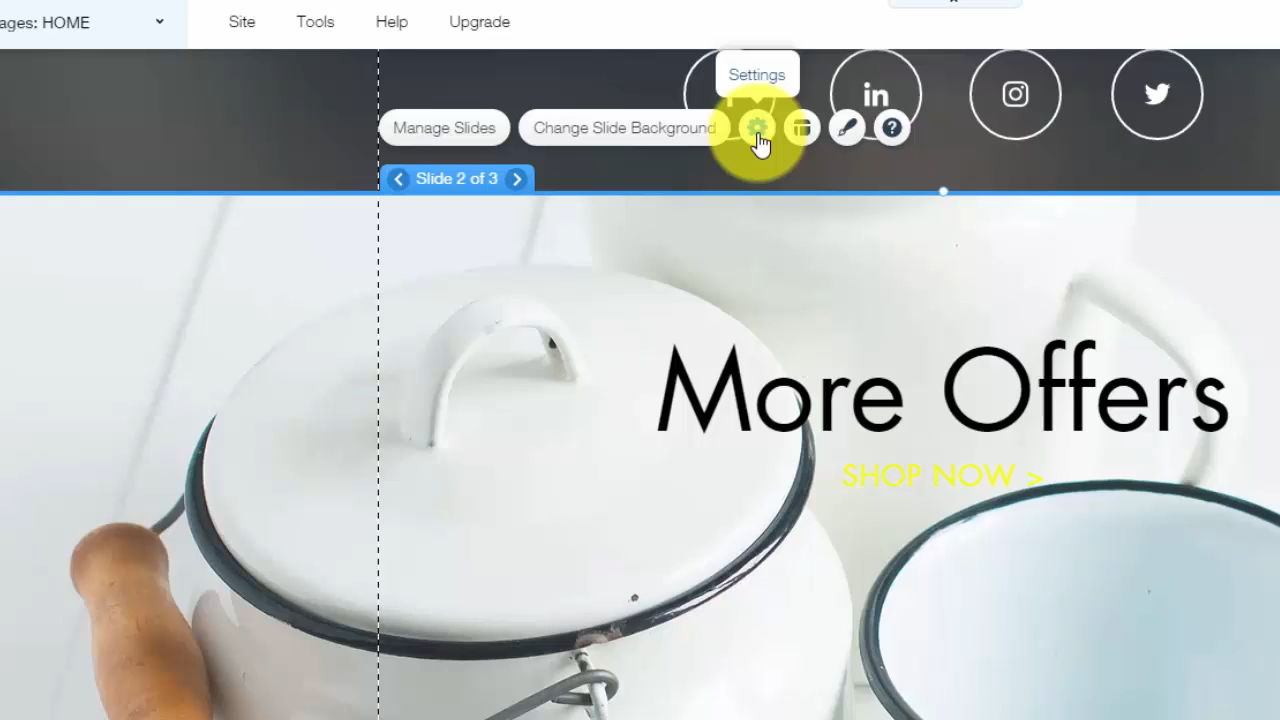 ages: HOME
Site
Tools
Help
Upgrade
Settings
in
Manage Slides
Change Slide Background
?
Slide 2 of 3
More Offers
SHOP NOW >